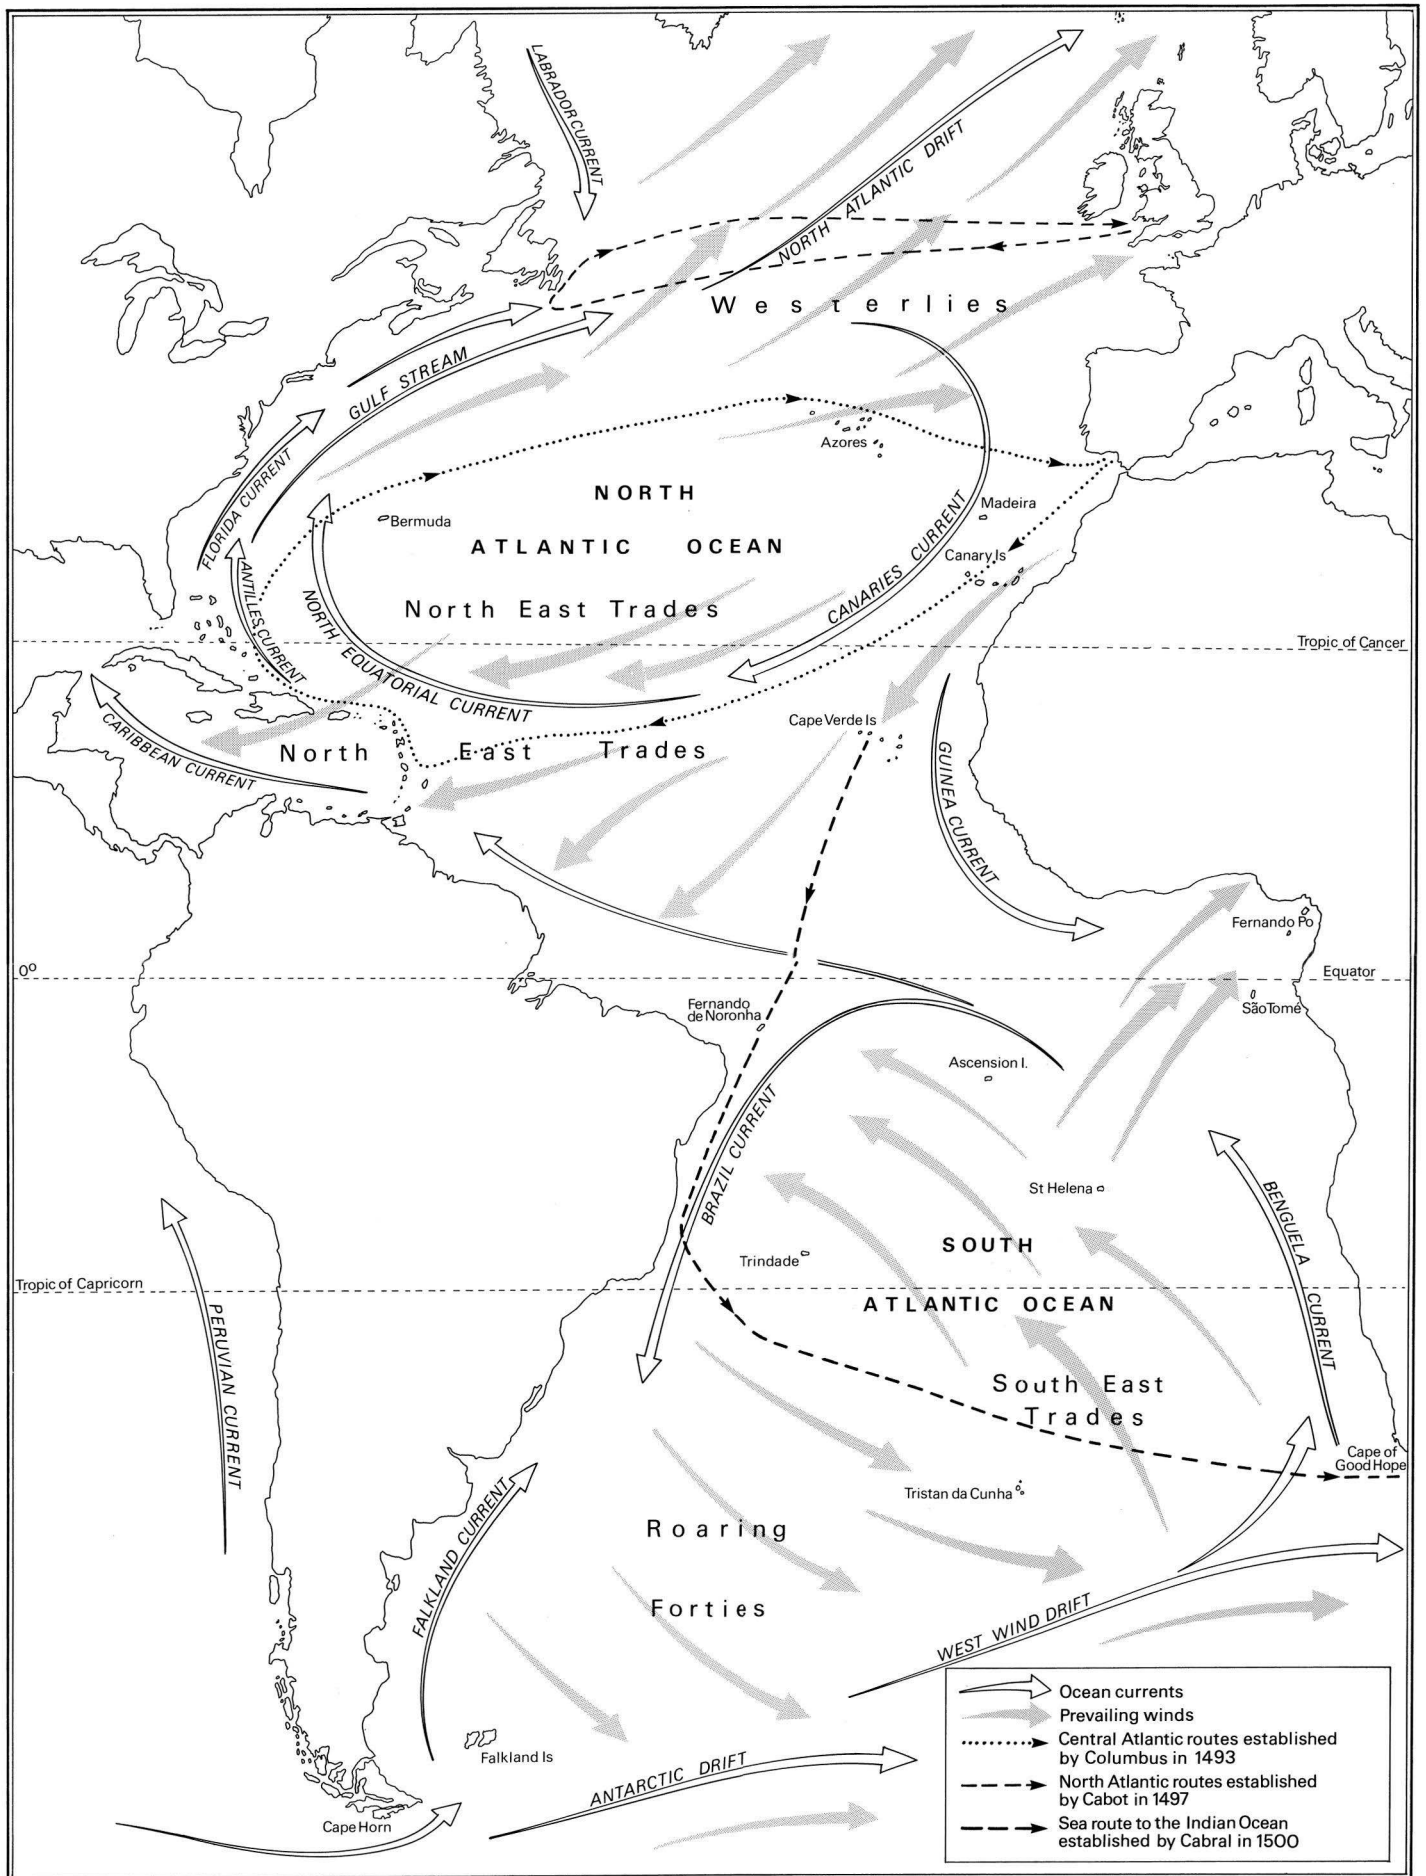 LABRADOR CURRENT
NORTH ATLANTIC DRIFT
Westerlies
GULF STREAM
Azores
FLORIDA CURRENT
NORTH
Madeira
Bermuda
ATLANTIC OCEAN
Canary Is
CANARIES CURRENT
ANTILLES CURRENT
North East Trades
NORTH EQUATORIAL CURRENT
Tropic of Cancer
CARIBBEAN CURRENT
Cape Verde Is
North East Trades
GUINEA CURRENT
Fernando Po
0°
Equator
Fernando
de Noronha
São Tomé
Ascension I.
BRAZIL CURRENT
St Helena
BENGUELA CURRENT
SOUTH
Trindade
Tropic of Capricorn
ATLANTIC OCEAN
PERUVIAN CURRENT
South East
Trades
Cape of
Good Hope
Tristan da Cunha
FALKLAND CURRENT
Roaring
Forties
WEST WIND DRIFT
Falkland Is
ANTARCTIC DRIFT
Cape Horn
Ocean currents
Prevailing winds
Central Atlantic routes established
by Columbus in 1493
North Atlantic routes established
by Cabot in 1497
Sea route to the Indian Ocean
established by Cabral in 1500